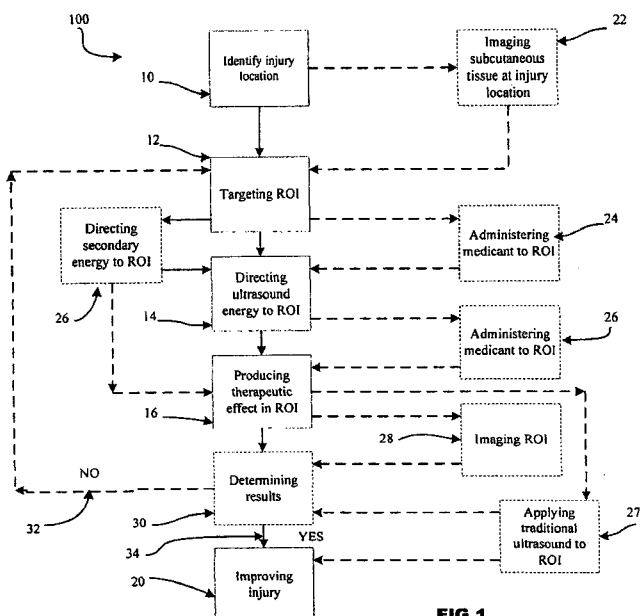 100
Identify injury
location
10
Imaging
subcutaneous
tissue at injury
location
22
12
Targeting ROI
Directing
secondary
energy to ROI
26
Administering
medicant to ROI
24
Directing
ultrasound
energy to ROI
14
Administering
medicant to ROI
26
Producing
therapeutic
effect in ROI
16
28
Imaging ROI
NO
32
Determining
results
30
Applying
traditional
ultrasound to
ROI
27
34
YES
Improving
injury
20
FIG 1